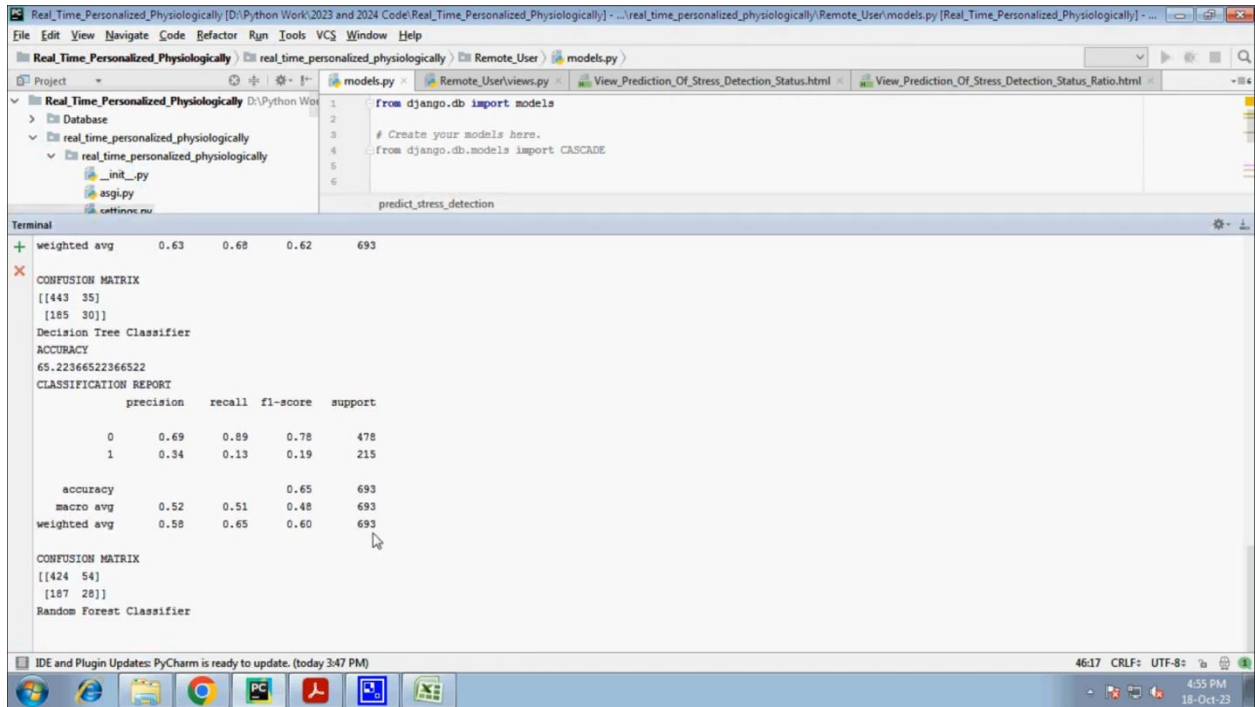 Real_Time_Personalized_Physiologically [D:\Python Work\2023 and 2024 Code\Real_Time_Personalized_Physiologically] - ...\real_time_personalized_physiologically\Remote_User\models.py [Real_Time_Personalized_Physiologically] - ...
File Edit View Navigate Code Refactor Run Tools VCS Window Help
Real_Time_Personalized_Physiologically real_time_personalized_physiologically Remote_User models.py
Project models.py Remote_User\views.py View_Prediction_Of_Stress_Detection_Status.html View_Prediction_Of_Stress_Detection_Status_Ratio.html
Real_Time_Personalized_Physiologically D:\Python Wor 1 from django.db import models
Database 2
real_time_personalized_physiologically 3 # Create your models here.
real_time_personalized_physiologically 4 from django.db.models import CASCADE
__init__.py 5
asgi.py 6
settings.py predict_stress_detection
Terminal
weighted avg 0.63 0.68 0.62 693
CONFUSION MATRIX
[[443 35]
[185 30]]
Decision Tree Classifier
ACCURACY
65.22366522366522
CLASSIFICATION REPORT
precision recall f1-score support
0 0.69 0.89 0.78 478
1 0.34 0.13 0.19 215
accuracy 0.65 693
macro avg 0.52 0.51 0.48 693
weighted avg 0.58 0.65 0.60 693
CONFUSION MATRIX
[[424 54]
[187 28]]
Random Forest Classifier
IDE and Plugin Updates: PyCharm is ready to update. (today 3:47 PM) 46:17 CRLF: UTF-8: 1
PC
4:55 PM
18-Oct-23